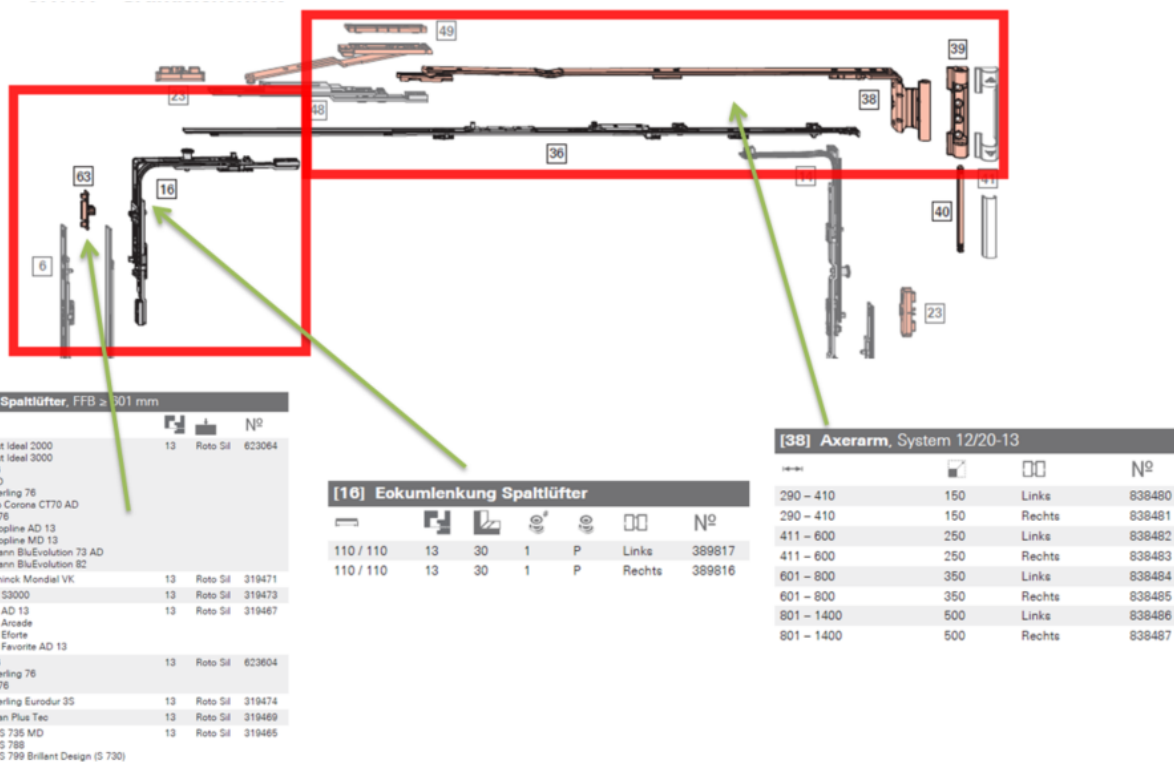 49
39
23
38
48
36
63
16
14
41
40
6
23
Spaltlüfter, FFB ≥ 601 mm
Nº
t Ideal 2000 13 Roto Sil 623064
t Ideal 3000
erling 76
Corona CT70 AD
76
opline AD 13
opline MD 13
ann BluEvolution 73 AD
ann BluEvolution 82
ninck Mondial VK 13 Roto Sil 319471
S3000 13 Roto Sil 319473
AD 13 13 Roto Sil 319467
Arcade
Eforte
Favorite AD 13
13 Roto Sil 623604
erling 76
76
erling Eurodur 3S 13 Roto Sil 319474
an Plus Tec 13 Roto Sil 319469
S 735 MD 13 Roto Sil 319465
S 788
S 799 Brillant Design (S 730)
[16] Eokumlenkung Spaltlüfter
Nº
110 / 110 13 30 1 P Links 389817
110 / 110 13 30 1 P Rechts 389816
[38] Axerarm, System 12/20-13
Nº
290 – 410 150 Links 838480
290 – 410 150 Rechts 838481
411 – 600 250 Links 838482
411 – 600 250 Rechts 838483
601 – 800 350 Links 838484
601 – 800 350 Rechts 838485
801 – 1400 500 Links 838486
801 – 1400 500 Rechts 838487